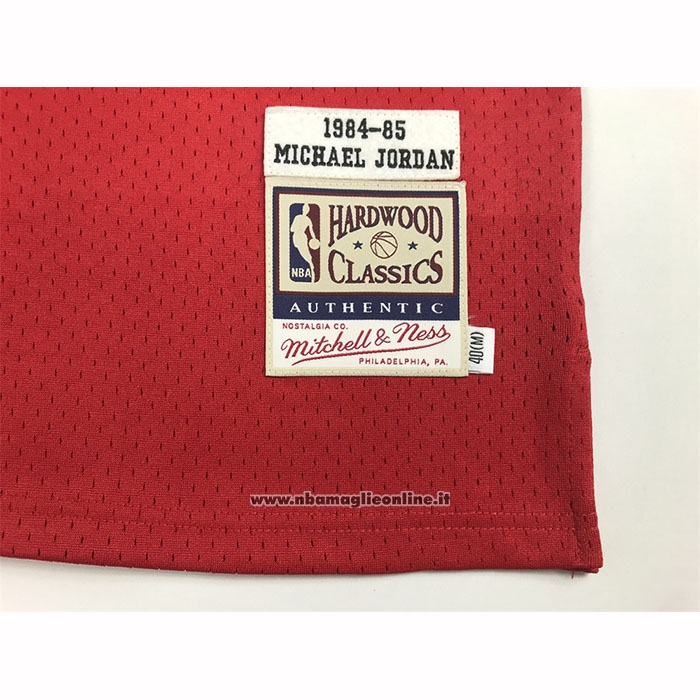 1984-85
MICHAEL JORDAN
HARDWOOD
CLASSICS
NBA
AUTHENTIC
NOSTALGIA CO.
Mitchell & Ness
PHILADELPHIA, PA.
40(M)
www.nbamaglieonline.it